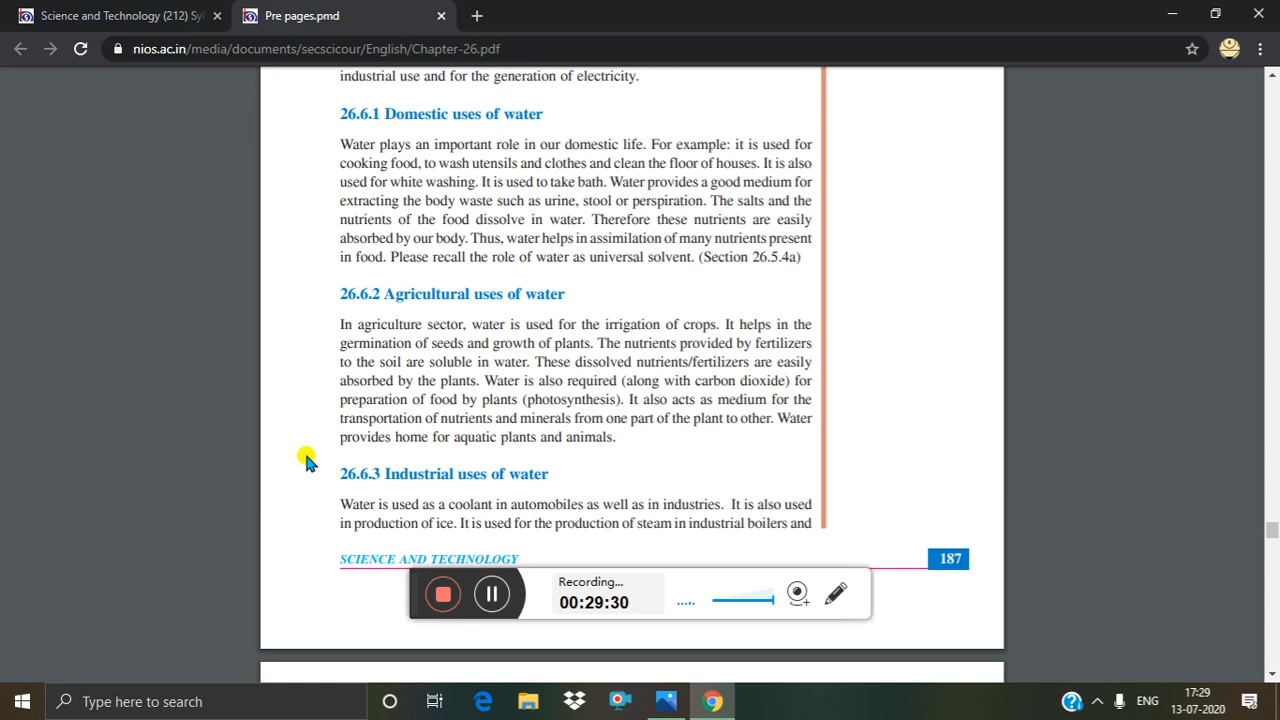 Science and Technology (212) Syl
Pre pages.pmd
nios.ac.in/media/documents/secscicour/English/Chapter-26.pdf
industrial use and for the generation of electricity.
26.6.1 Domestic uses of water
Water plays an important role in our domestic life. For example: it is used for
cooking food, to wash utensils and clothes and clean the floor of houses. It is also
used for white washing. It is used to take bath. Water provides a good medium for
extracting the body waste such as urine, stool or perspiration. The salts and the
nutrients of the food dissolve in water. Therefore these nutrients are easily
absorbed by our body. Thus, water helps in assimilation of many nutrients present
in food. Please recall the role of water as universal solvent. (Section 26.5.4a)
26.6.2 Agricultural uses of water
In agriculture sector, water is used for the irrigation of crops. It helps in the
germination of seeds and growth of plants. The nutrients provided by fertilizers
to the soil are soluble in water. These dissolved nutrients/fertilizers are easily
absorbed by the plants. Water is also required (along with carbon dioxide) for
preparation of food by plants (photosynthesis). It also acts as medium for the
transportation of nutrients and minerals from one part of the plant to other. Water
provides home for aquatic plants and animals.
26.6.3 Industrial uses of water
Water is used as a coolant in automobiles as well as in industries. It is also used
in production of ice. It is used for the production of steam in industrial boilers and
SCIENCE AND TECHNOLOGY
187
Recording...
00:29:30
Type here to search
ENG
17:29
13-07-2020